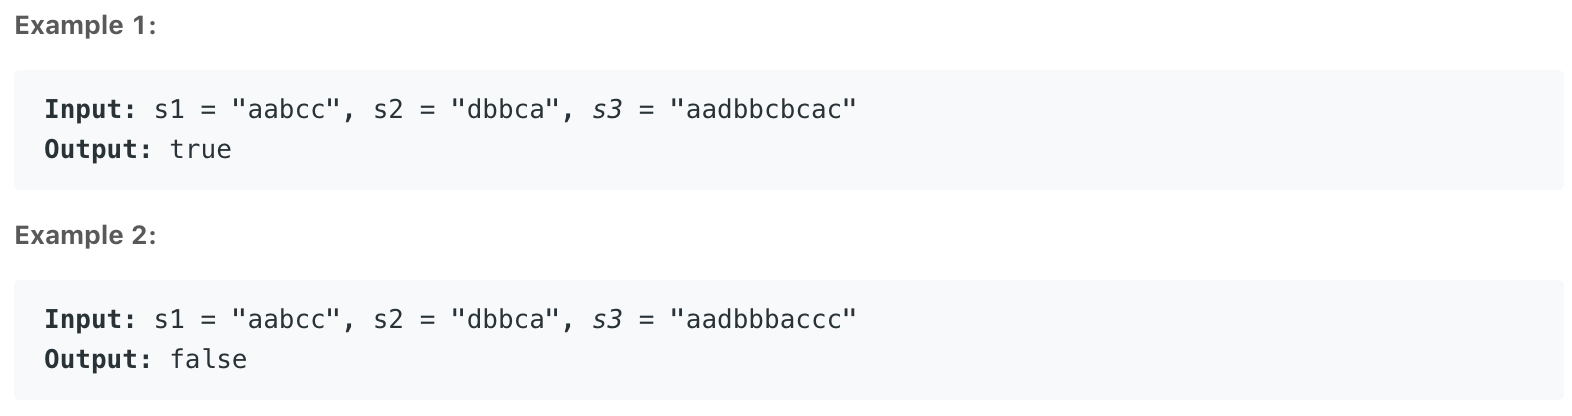 Example 1:
Input: s1 = "aabcc", s2 = "dbbca", s3 = "aadbbcbcac"
Output: true
Example 2:
Input: s1 = "aabcc", s2 = "dbbca", s3 = "aadbbbaccc"
Output: false